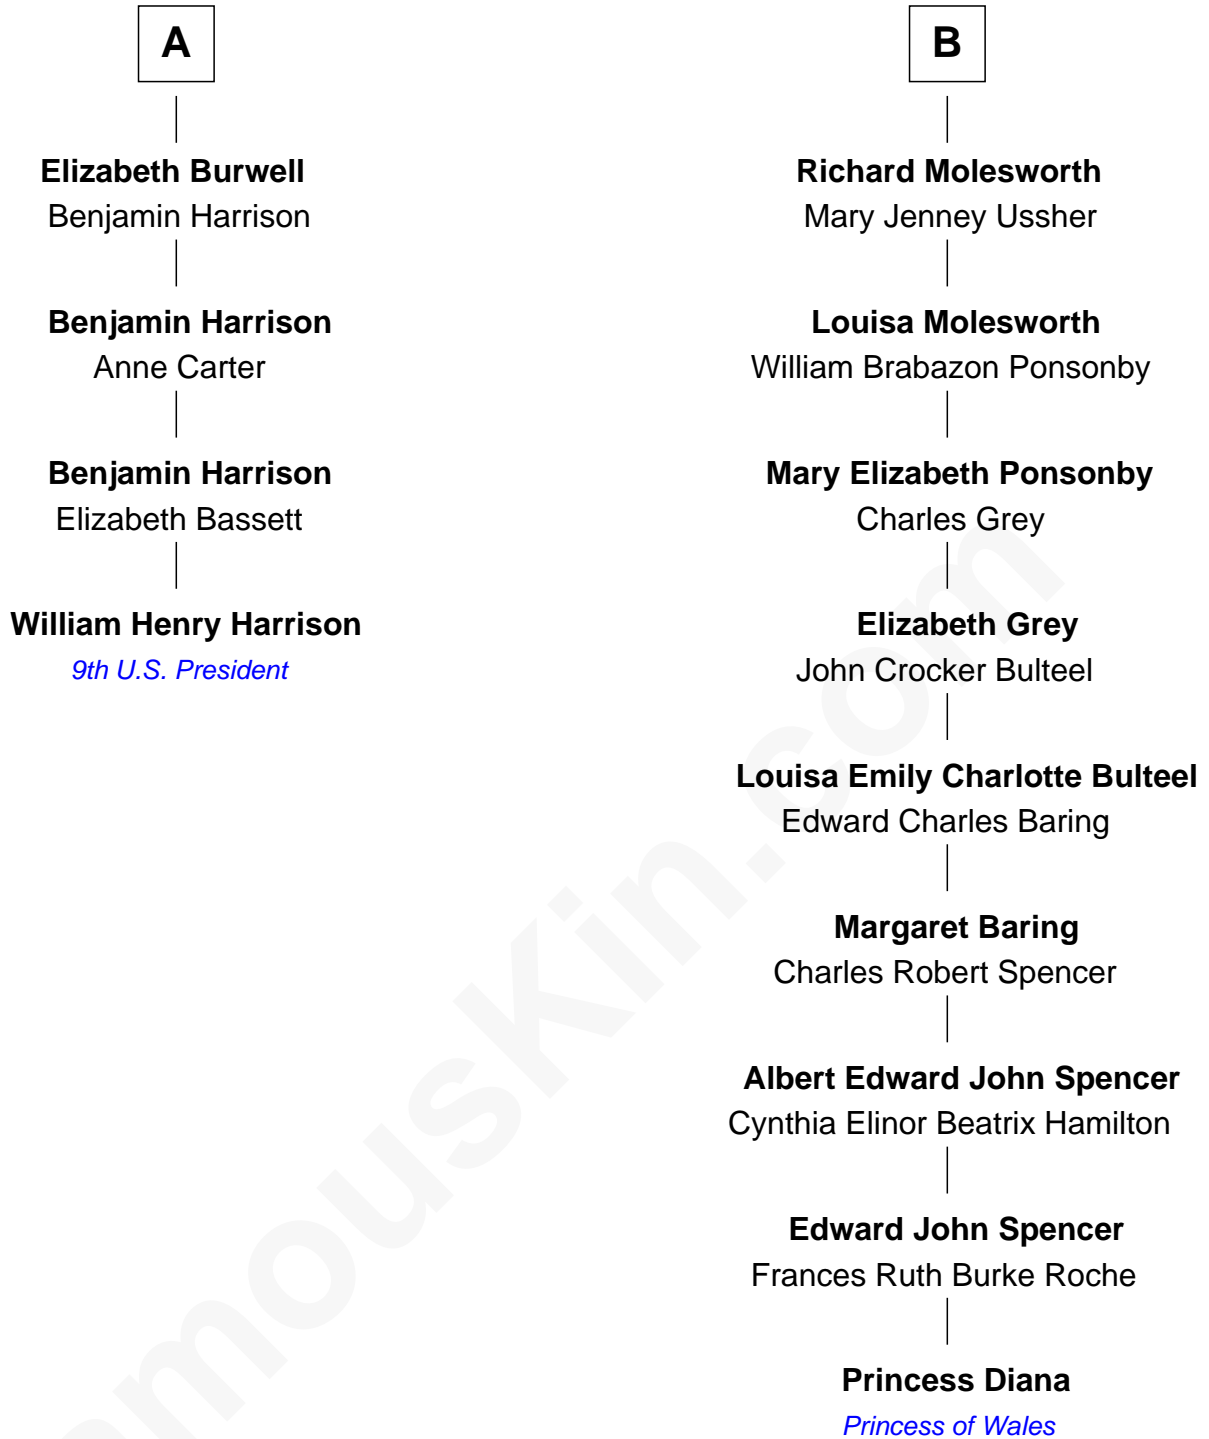 A
Elizabeth Burwell
Benjamin Harrison
Benjamin Harrison
Anne Carter
Benjamin Harrison
Elizabeth Bassett
William Henry Harrison
9th U.S. President
B
Richard Molesworth
Mary Jenney Ussher
Louisa Molesworth
William Brabazon Ponsonby
Mary Elizabeth Ponsonby
Charles Grey
Elizabeth Grey
John Crocker Bulteel
Louisa Emily Charlotte Bulteel
Edward Charles Baring
Margaret Baring
Charles Robert Spencer
Albert Edward John Spencer
Cynthia Elinor Beatrix Hamilton
Edward John Spencer
Frances Ruth Burke Roche
Princess Diana
Princess of Wales
amouskin.com